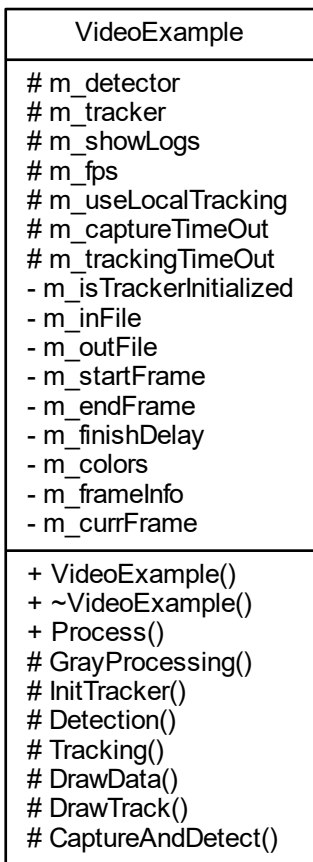 VideoExample
# m_detector
# m_tracker
# m_showLogs
# m_fps
# m_useLocalTracking
# m_captureTimeOut
# m_trackingTimeOut
- m_isTrackerInitialized
- m_inFile
- m_outFile
- m_startFrame
- m_endFrame
- m_finishDelay
- m_colors
- m_frameInfo
- m_currFrame
+ VideoExample()
+ ~VideoExample()
+ Process()
# GrayProcessing()
# InitTracker()
# Detection()
# Tracking()
# DrawData()
# DrawTrack()
# CaptureAndDetect()